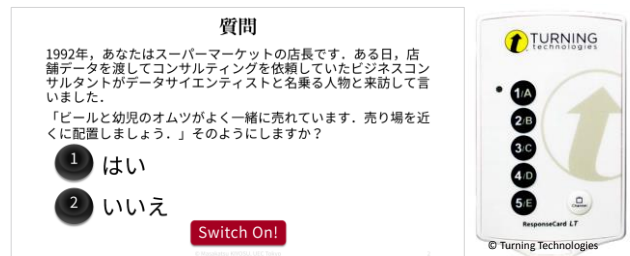 質問
1992年，あなたはスーパーマーケットの店長です．ある日，店
舗データを渡してコンサルティングを依頼していたビジネスコン
サルタントがデータサイエンティストと名乗る人物と来訪して言
いました．
「ビールと幼児のオムツがよく一緒に売れています．売り場を近
くに配置しましょう．」そのようにしますか？
1 はい
2 いいえ
Switch On!
TURNING
technologies
1/A
2/B
3/C
4/D
5/E
Channel
ResponseCard LT
© Turning Technologies